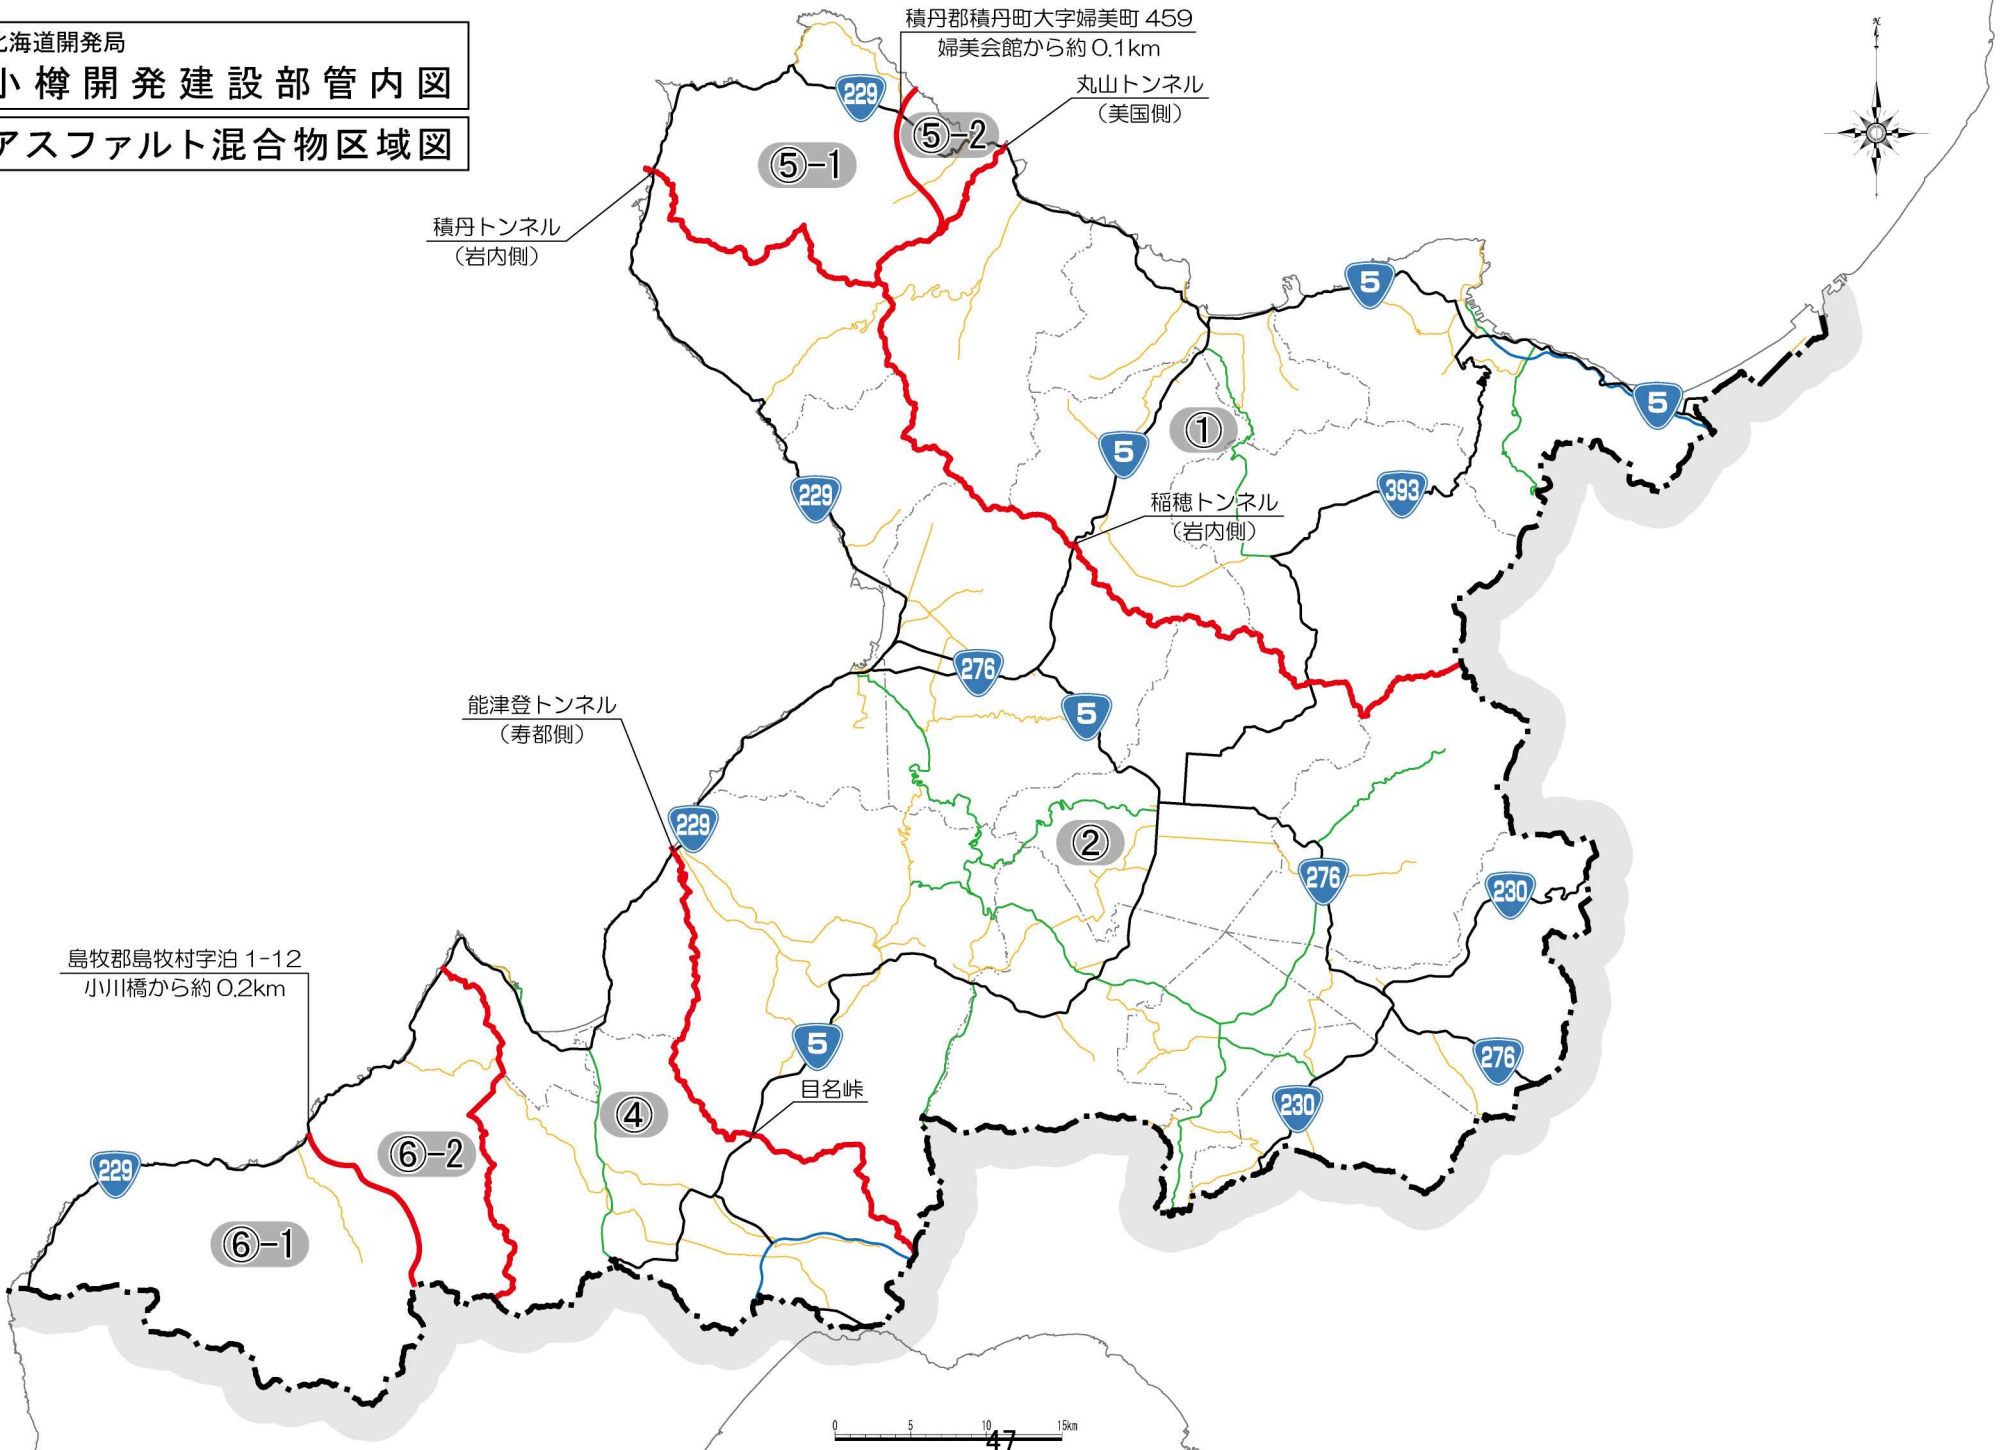 北海道開発局
小樽開発建設部管内図
アスファルト混合物区域図
積丹郡積丹町大字婦美町 459
婦美会館から約 0.1km
丸山トンネル
（美国側）
N
229
⑤-2
⑤-1
積丹トンネル
（岩内側）
5
5
①
5
229
393
稲穂トンネル
（岩内側）
276
5
能津登トンネル
（寿都側）
229
②
276
230
島牧郡島牧村字泊 1-12
小川橋から約 0.2km
5
276
目名峠
230
④
⑥-2
229
⑥-1
0 5 10 15km
47